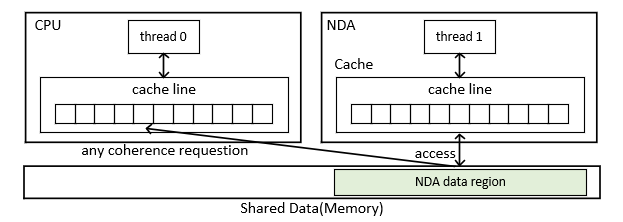 CPU
thread 0
cache line
NDA
thread 1
Cache
cache line
any coherence requestion
access
NDA data region
Shared Data(Memory)